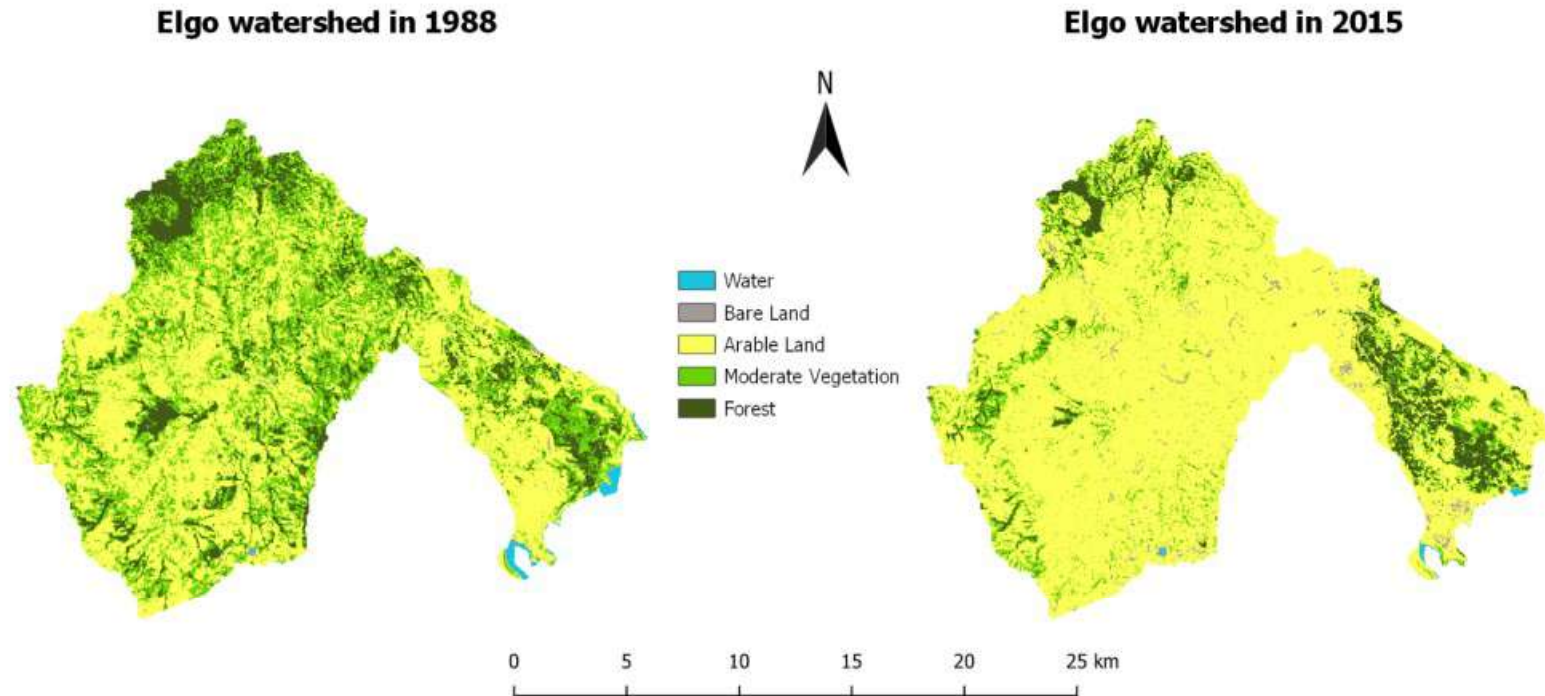 Elgo watershed in 1988
Elgo watershed in 2015
N
Water
Bare Land
Arable Land
Moderate Vegetation
Forest
0 5 10 15 20 25 km